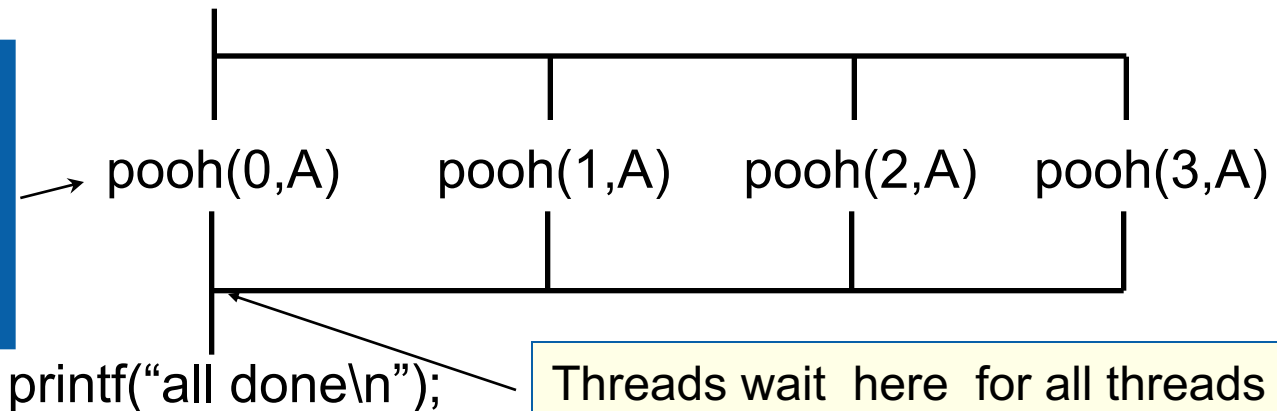 pooh(0,A) pooh(1,A) pooh(2,A) pooh(3,A)
printf(“all done\n”);
Threads wait here for all threads